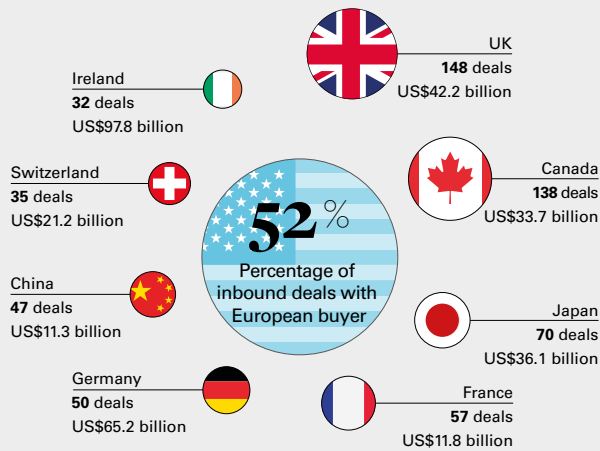 UK
148 deals
US$42.2 billion
Ireland
32 deals
US$97.8 billion
Canada
138 deals
US$33.7 billion
Switzerland
35 deals
US$21.2 billion
52%
Percentage of
inbound deals with
European buyer
China
47 deals
US$11.3 billion
Japan
70 deals
US$36.1 billion
Germany
50 deals
US$65.2 billion
France
57 deals
US$11.8 billion